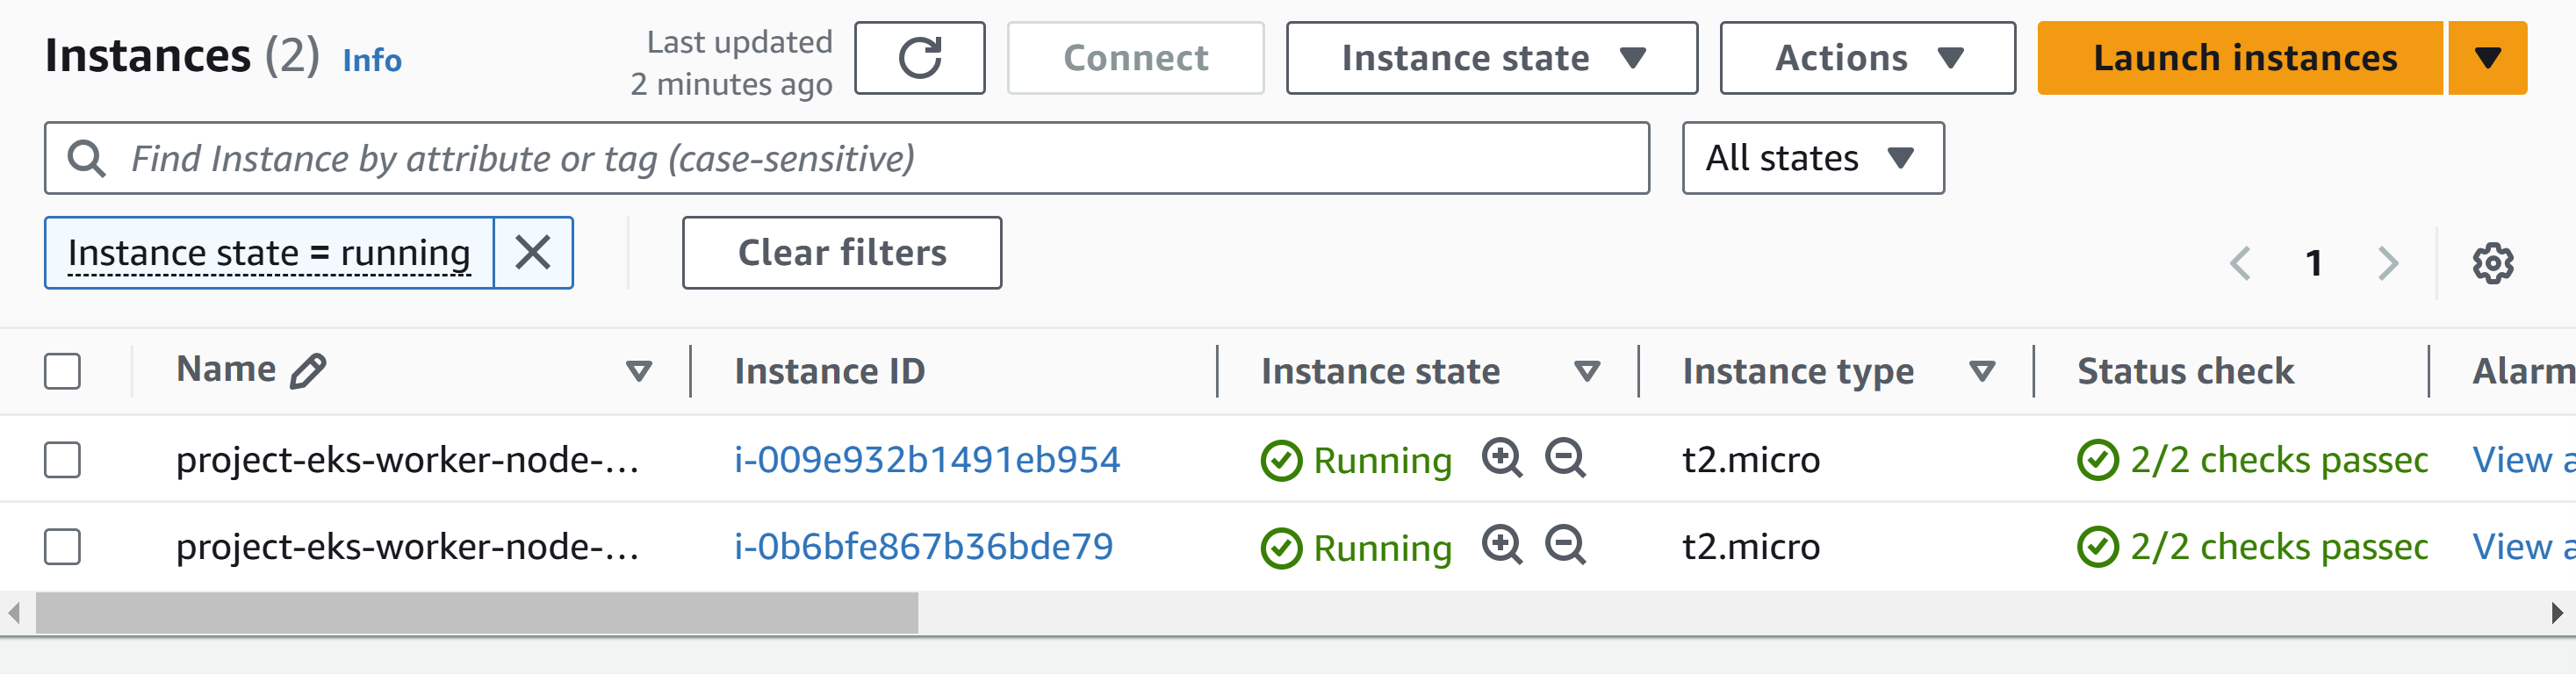 Instances (2) Info
Last updated
2 minutes ago
Connect
Instance state
Actions
Launch instances
Find Instance by attribute or tag (case-sensitive)
All states
Instance state = running
Clear filters
1
Name Instance ID Instance state Instance type Status check Alarm
project-eks-worker-node-... i-009e932b1491eb954 Running t2.micro 2/2 checks passec View a
project-eks-worker-node-... i-0b6bfe867b36bde79 Running t2.micro 2/2 checks passec View a